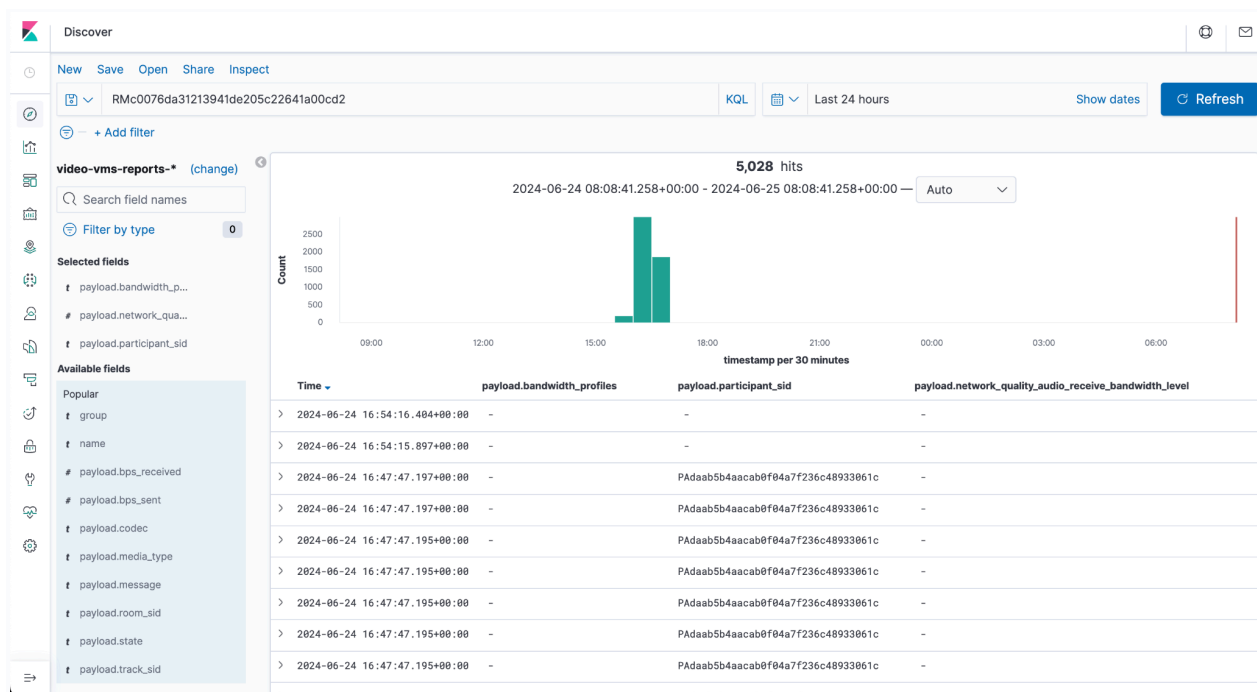 Discover
New Save Open Share Inspect
RMc0076da31213941de205c22641a00cd2 KQL Last 24 hours Show dates Refresh
+ Add filter
video-vms-reports-* (change)
Search field names
Filter by type 0
Selected fields
t payload.bandwidth_p...
# payload.network_qua...
t payload.participant_sid
Available fields
Popular
t group
t name
# payload.bps_received
# payload.bps_sent
t payload.codec
t payload.media_type
t payload.message
t payload.room_sid
t payload.state
t payload.track_sid
5,028 hits
2024-06-24 08:08:41.258+00:00 - 2024-06-25 08:08:41.258+00:00 — Auto
Count
2500
2000
1500
1000
500
0
09:00 12:00 15:00 18:00 21:00 00:00 03:00 06:00
timestamp per 30 minutes
Time payload.bandwidth_profiles payload.participant_sid payload.network_quality_audio_receive_bandwidth_level
2024-06-24 16:54:16.404+00:00 - - -
2024-06-24 16:54:15.897+00:00 - - -
2024-06-24 16:47:47.197+00:00 - PAdaab5b4aacab0f04a7f236c48933061c -
2024-06-24 16:47:47.197+00:00 - PAdaab5b4aacab0f04a7f236c48933061c -
2024-06-24 16:47:47.195+00:00 - PAdaab5b4aacab0f04a7f236c48933061c -
2024-06-24 16:47:47.195+00:00 - PAdaab5b4aacab0f04a7f236c48933061c -
2024-06-24 16:47:47.195+00:00 - PAdaab5b4aacab0f04a7f236c48933061c -
2024-06-24 16:47:47.195+00:00 - PAdaab5b4aacab0f04a7f236c48933061c -
2024-06-24 16:47:47.195+00:00 - PAdaab5b4aacab0f04a7f236c48933061c -